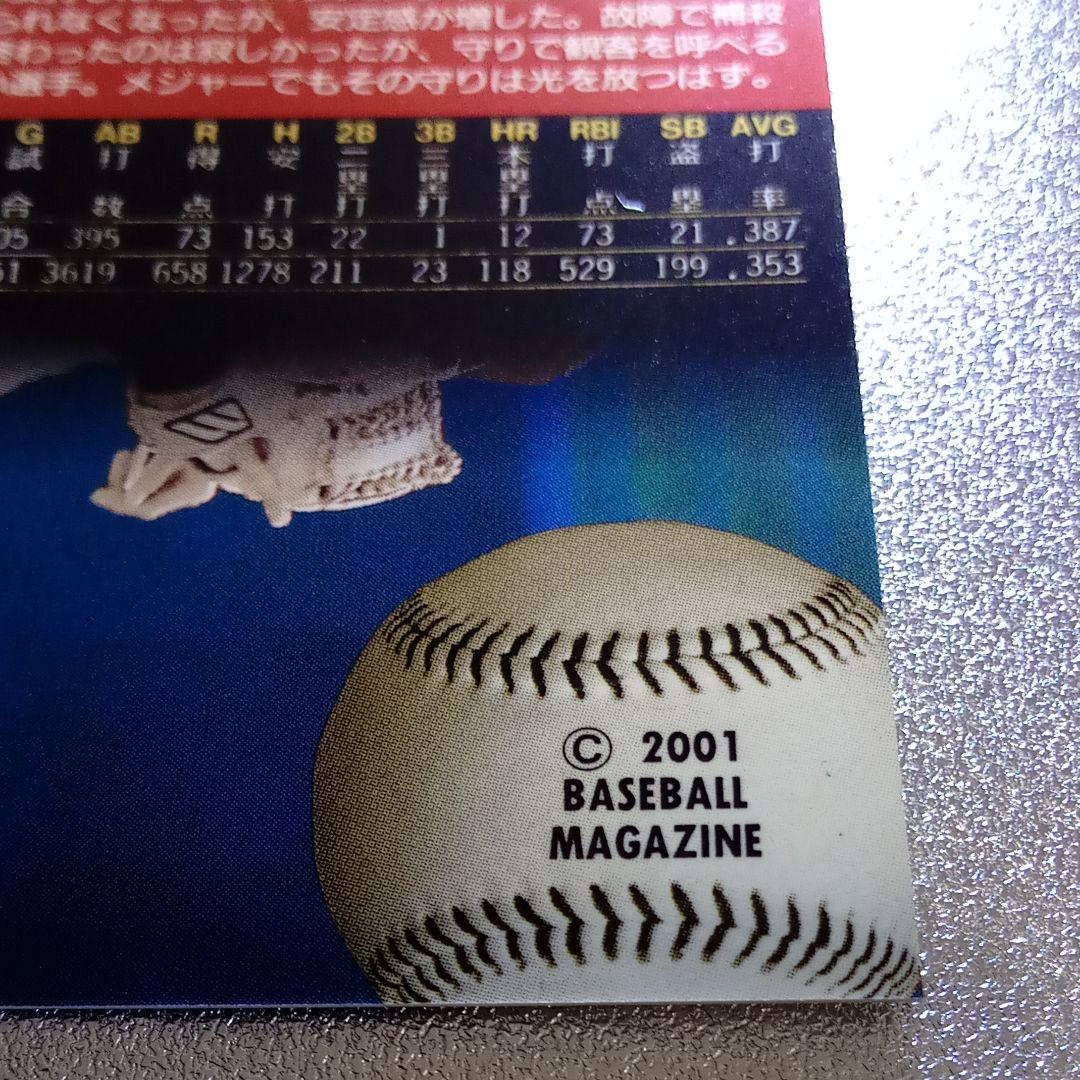 られなくなったが、安定感が増した。故障で補殺
終わったのは寂しかったが、守りで観客を呼べる
選手。メジャーでもその守りは光を放つはず。
G AB R H 2B 3B HR RBI SB AVG
試合 打数 得点 安打 二塁打 三塁打 本塁打 打点 盗塁 打率
05 395 73 153 22 1 12 73 21 .387
51 3619 658 1278 211 23 118 529 199 .353
© 2001
BASEBALL
MAGAZINE